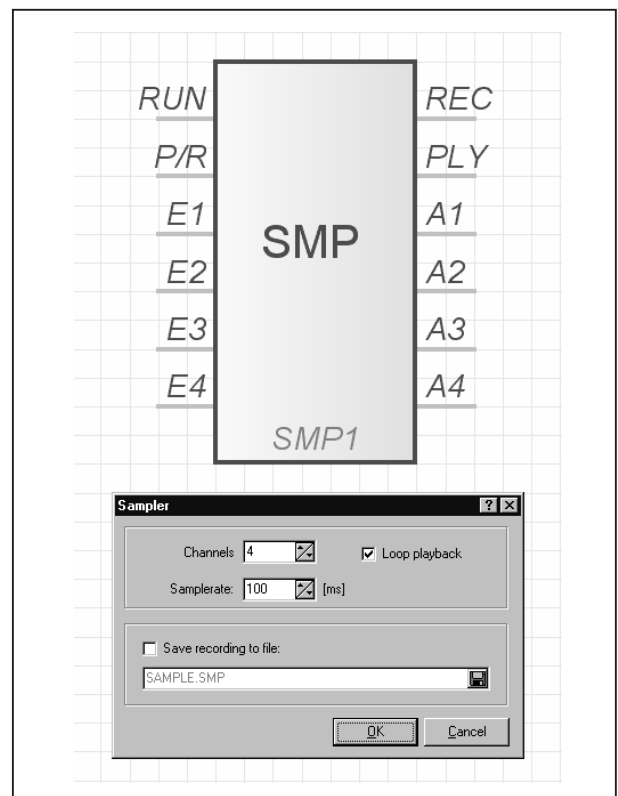 RUN REC
P/R PLY
E1 A1
SMP
E2 A2
E3 A3
E4 A4
SMP1
Sampler ? X
Channels 4 Loop playback
Samplerate: 100 [ms]
Save recording to file:
SAMPLE.SMP
OK Cancel